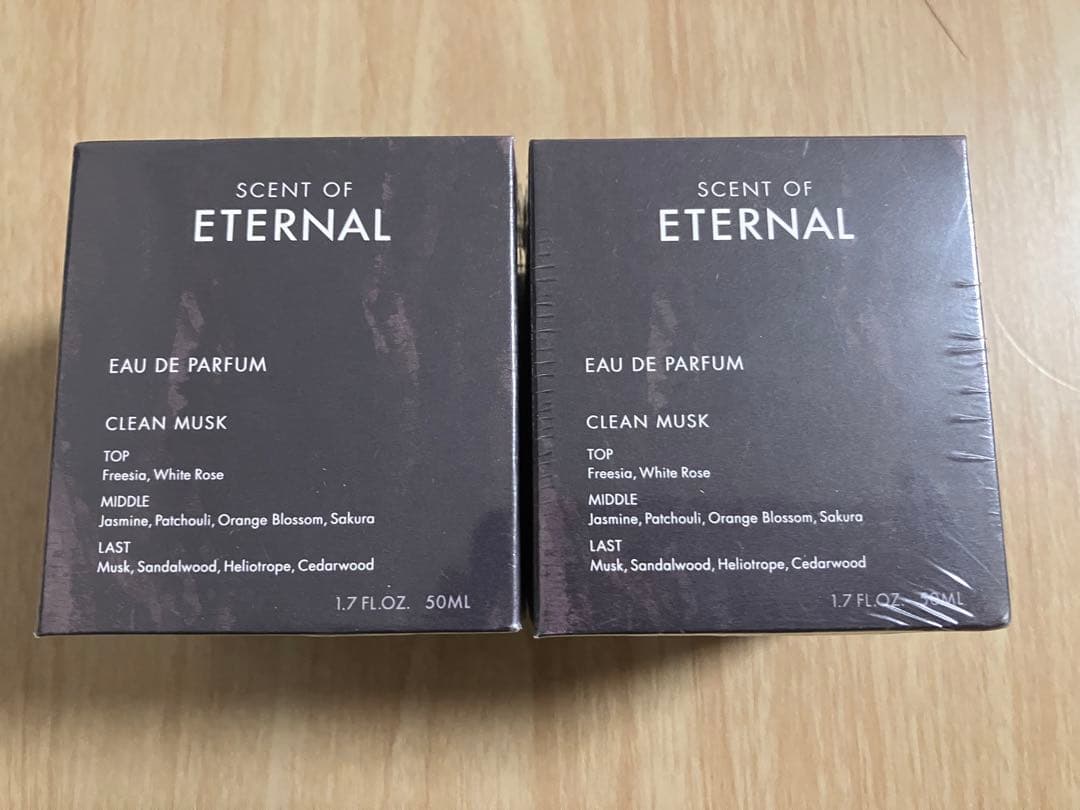 SCENT OF
ETERNAL
EAU DE PARFUM
CLEAN MUSK
TOP
Freesia, White Rose
MIDDLE
Jasmine, Patchouli, Orange Blossom, Sakura
LAST
Musk, Sandalwood, Heliotrope, Cedarwood
1.7 FL.OZ. 50ML
SCENT OF
ETERNAL
EAU DE PARFUM
CLEAN MUSK
TOP
Freesia, White Rose
MIDDLE
Jasmine, Patchouli, Orange Blossom, Sakura
LAST
Musk, Sandalwood, Heliotrope, Cedarwood
1.7 FL.OZ. 50ML